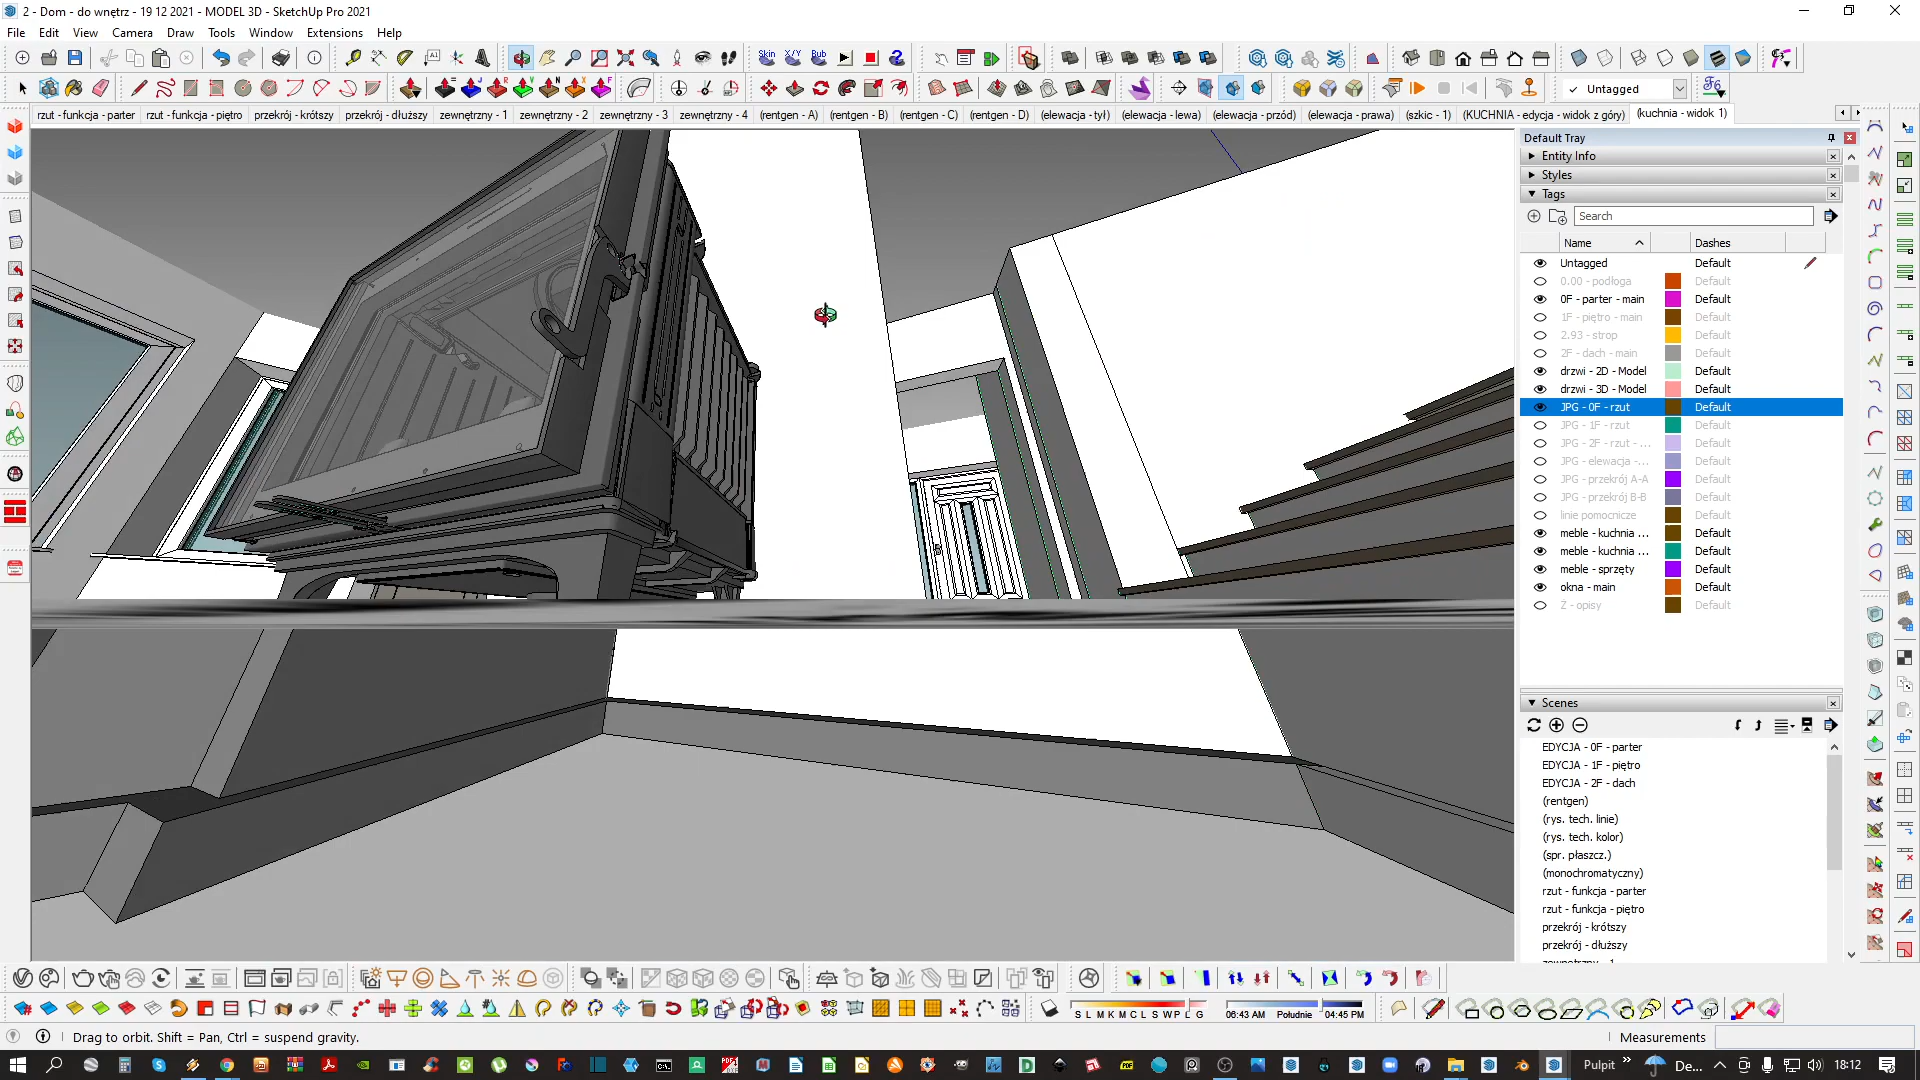 2 - Dom - do wnętrz - 19 12 2021 - MODEL 3D - SketchUp Pro 2021
File Edit View Camera Draw Tools Window Extensions Help
Skin X/Y Bub
Untagged
rzut - funkcja - parter rzut - funkcja - piętro przekrój - krótszy przekrój - dłuższy zewnętrzny - 1 zewnętrzny - 2 zewnętrzny - 3 zewnętrzny - 4 (rentgen - A) (rentgen - B) (rentgen - C) (rentgen - D) (elewacja - tył) (elewacja - lewa) (elewacja - przód) (elewacja - prawa) (szkic - 1) (KUCHNIA - edycja - widok z góry) (kuchnia - widok 1)
Default Tray
Entity Info
Styles
Tags
Search
Name Dashes
Untagged Default
0.00 - podłoga Default
0F - parter - main Default
1F - piętro - main Default
2.93 - strop Default
2F - dach - main Default
drzwi - 2D - Model Default
drzwi - 3D - Model Default
JPG - 0F - rzut Default
JPG - 1F - rzut Default
JPG - 2F - rzut - ... Default
JPG - elewacja -... Default
JPG - przekrój A-A Default
JPG - przekrój B-B Default
linie pomocnicze Default
meble - kuchnia ... Default
meble - kuchnia ... Default
meble - sprzęty Default
okna - main Default
Ż - opisy Default
Scenes
EDYCJA - 0F - parter
EDYCJA - 1F - piętro
EDYCJA - 2F - dach
(rentgen)
(rys. tech. linie)
(rys. tech. kolor)
(spr. płaszcz.)
(monochromatyczny)
rzut - funkcja - parter
rzut - funkcja - piętro
przekrój - krótszy
przekrój - dłuższy
S L M K M C L S W P L G 06:43 AM Południe 04:45 PM
Drag to orbit. Shift = Pan, Ctrl = suspend gravity.
Measurements
Pulpit » De... 18:12